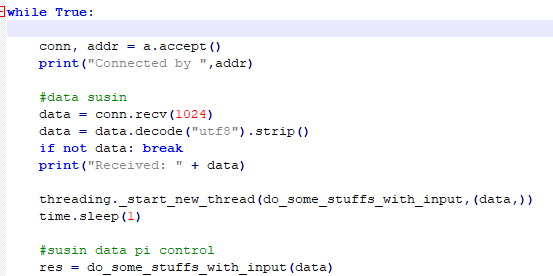 while True:
conn, addr = a.accept()
print("Connected by ",addr)
#data susin
data = conn.recv(1024)
data = data.decode("utf8").strip()
if not data: break
print("Received: " + data)
threading._start_new_thread(do_some_stuffs_with_input,(data,))
time.sleep(1)
#susin data pi control
res = do_some_stuffs_with_input(data)